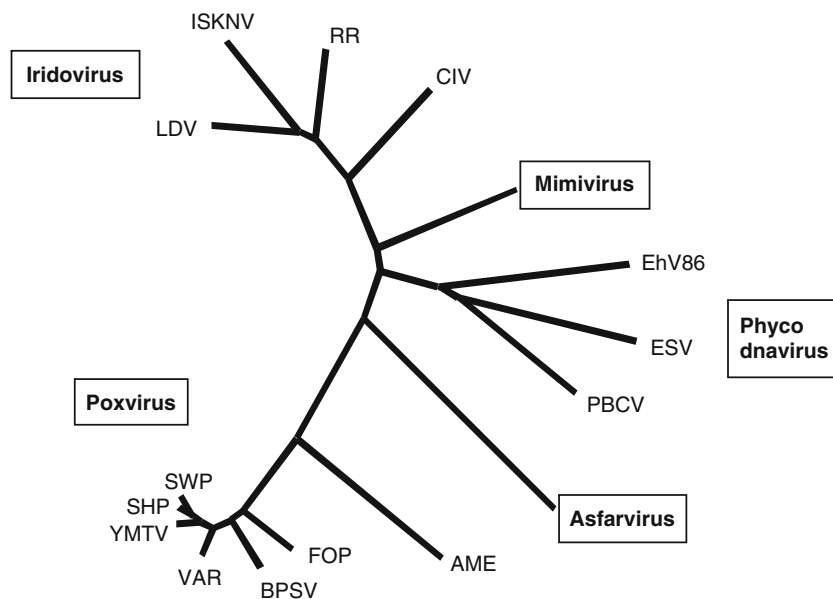 ISKNV
RR
Iridovirus
CIV
LDV
Mimivirus
EhV86
Phyco
dnavirus
ESV
PBCV
Poxvirus
SWP
SHP
YMTV
Asfarvirus
VAR
FOP
AME
BPSV